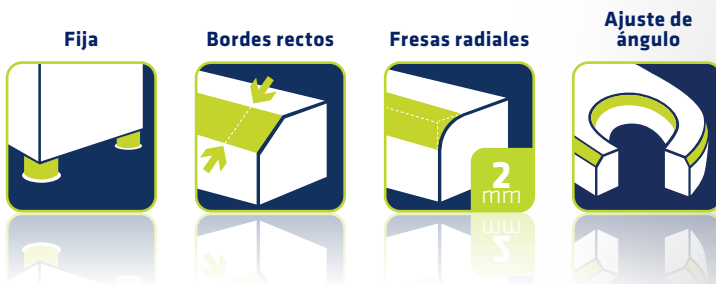 Fija
Bordes rectos
Fresas radiales
Ajuste de
ángulo
2
mm